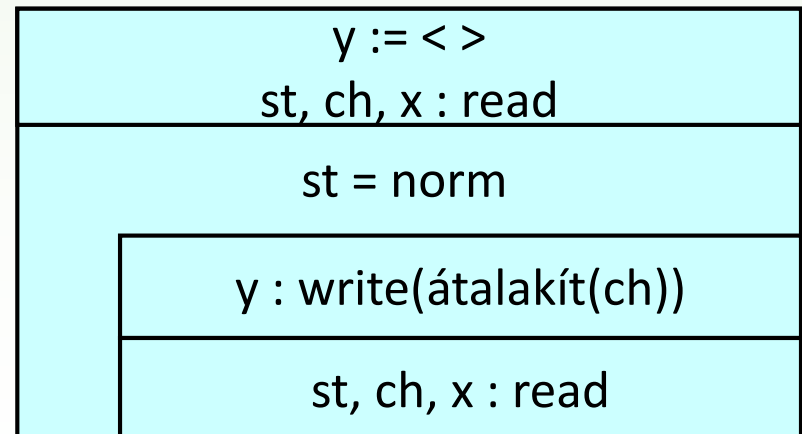 y := < >
st, ch, x : read
st = norm
y : write(átalakít(ch))
st, ch, x : read